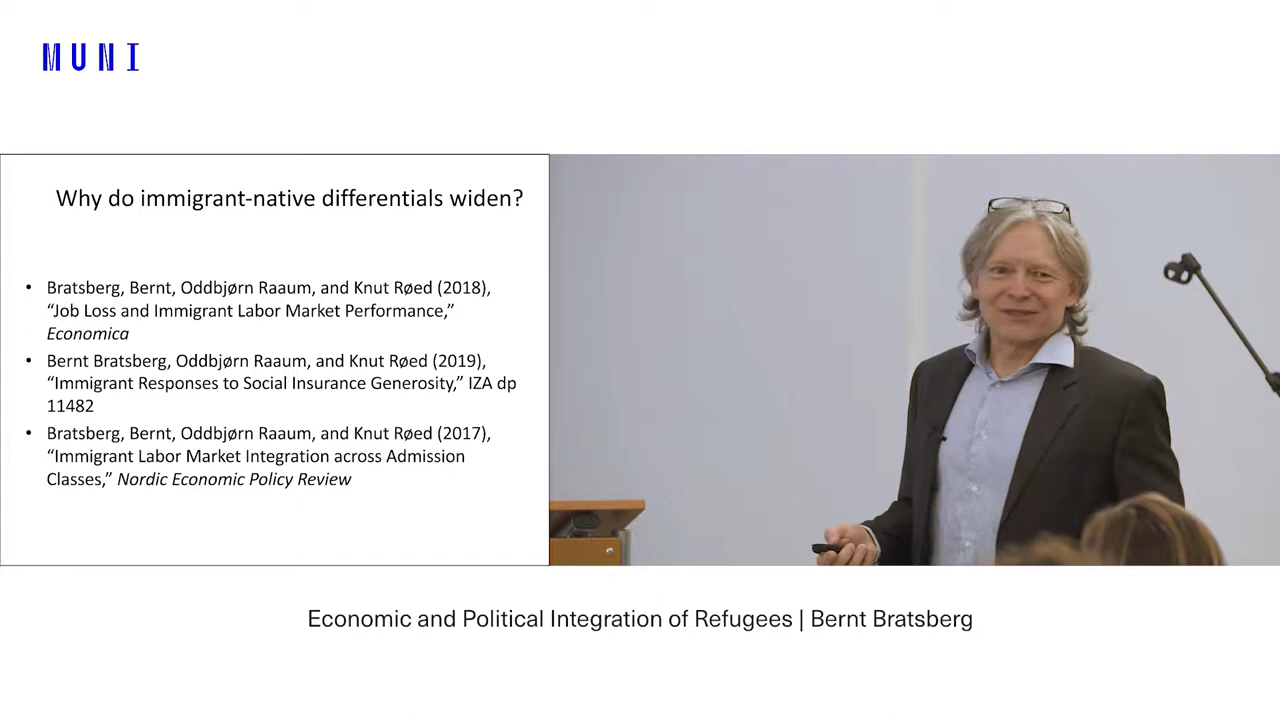 MUNI
Why do immigrant-native differentials widen?
• Bratsberg, Bernt, Oddbjørn Raaum, and Knut Røed (2018),
“Job Loss and Immigrant Labor Market Performance,”
Economica
• Bernt Bratsberg, Oddbjørn Raaum, and Knut Røed (2019),
“Immigrant Responses to Social Insurance Generosity,” IZA dp
11482
• Bratsberg, Bernt, Oddbjørn Raaum, and Knut Røed (2017),
“Immigrant Labor Market Integration across Admission
Classes,” Nordic Economic Policy Review
Economic and Political Integration of Refugees | Bernt Bratsberg